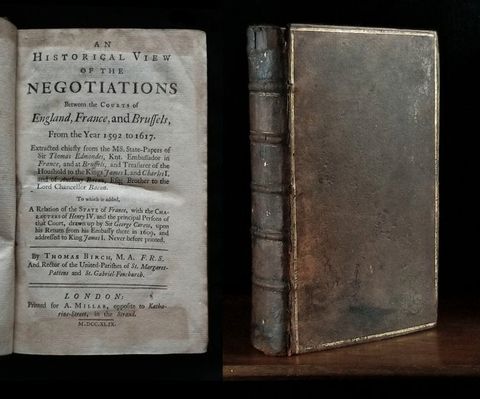 AN
HISTORICAL VIEW
OF THE
NEGOTIATIONS
Between the COURTS of
England, France, and Brussels,
From the Year 1592 to 1617.
Extracted chiefly from the MS. State-Papers of
Sir Thomas Edmondes, Knt. Embassador in
France, and at Brussels, and Treasurer of the
Houshold to the Kings James I. and Charles I.
and of Anthony Bacon, Esq; Brother to the
Lord Chancellor Bacon.
To which is added,
A Relation of the STATE of France, with the CHA-
RACTERS of Henry IV. and the principal Persons of
that Court, drawn up by Sir George Carew, upon
his Return from his Embassy there in 1609, and
addressed to King James I. Never before printed.
By THOMAS BIRCH, M. A. F. R. S.
And Rector of the United-Parishes of St. Margaret-
Pattens and St. Gabriel-Fenchurch.
LONDON:
Printed for A. MILLAR, opposite to Katha-
rine-Street, in the Strand.
M.DCC.XLIX.